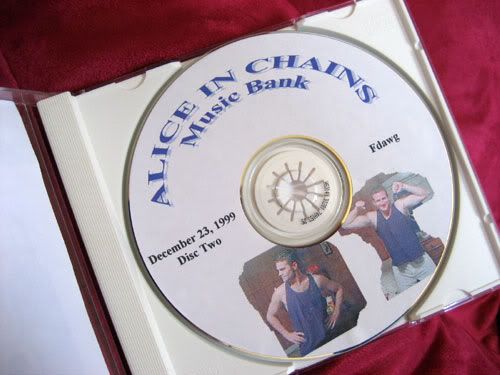 ALICE IN CHAINS
Music Bank
Fdawg
December 23, 1999
Disc Two